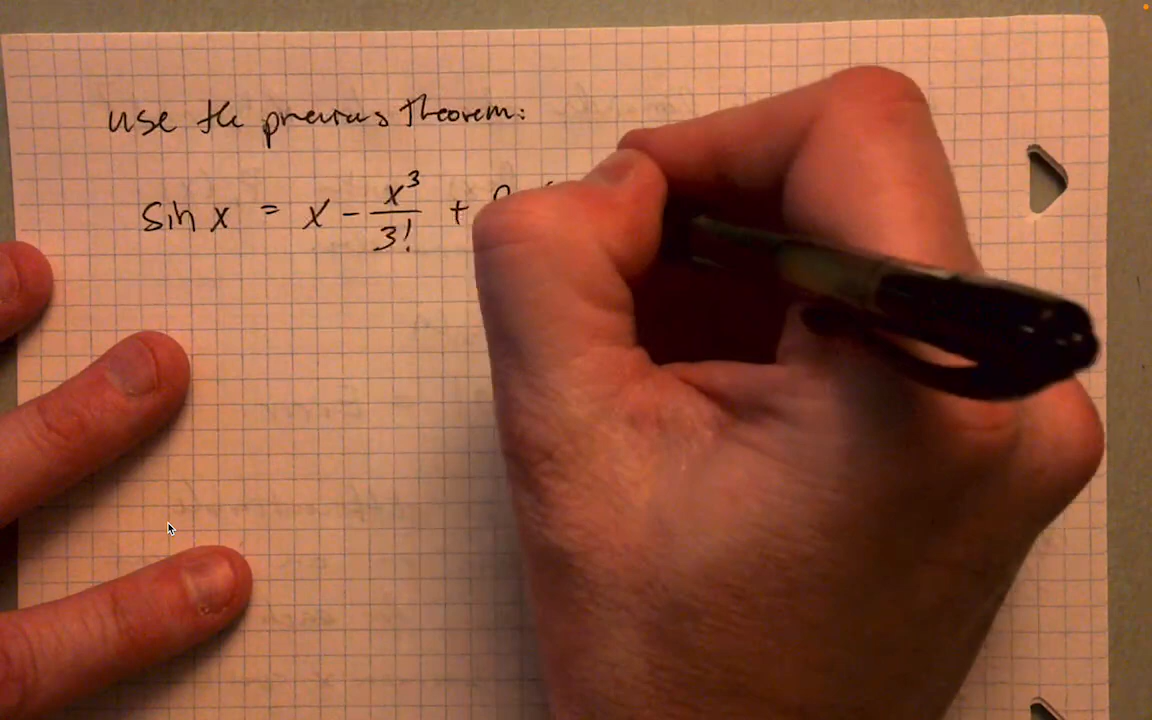 use the previous Theorem:
sin x = x - x³/3! +